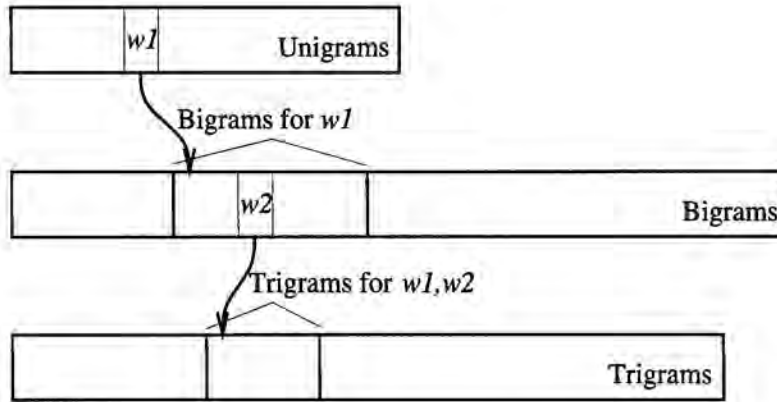 w1
Unigrams
Bigrams for w1
w2
Bigrams
Trigrams for w1,w2
Trigrams